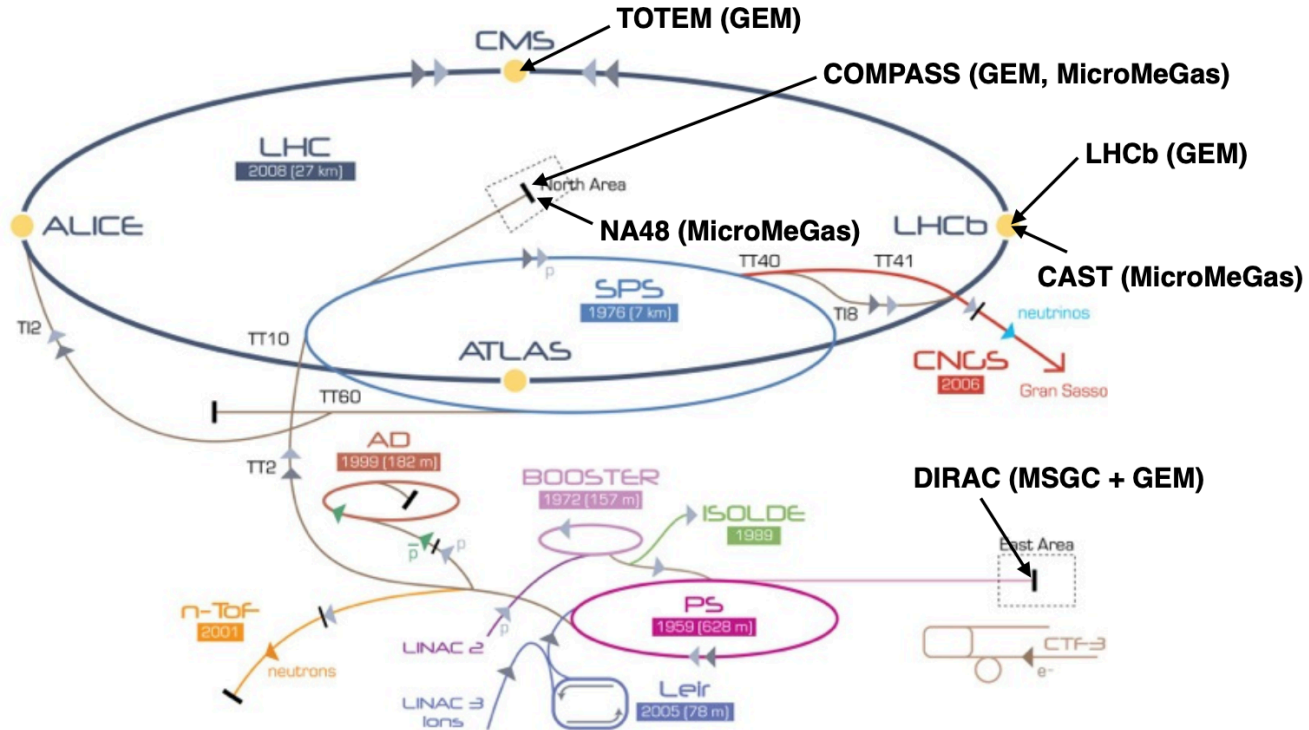 TOTEM (GEM)
CMS
COMPASS (GEM, MicroMeGas)
LHC
2008 (27 km)
LHCb (GEM)
North Area
ALICE
NA48 (MicroMeGas)
LHCb
CAST (MicroMeGas)
p
TT40
TT41
SPS
1976 (7 km)
TI2
TT10
TI8
neutrinos
ATLAS
CNGS
2006
Gran Sasso
TT60
AD
1999 (182 m)
TT2
BOOSTER
1972 (157 m)
DIRAC (MSGC + GEM)
ISOLDE
1989
East Area
p̅
p
n-ToF
2001
PS
1959 (628 m)
p
LINAC 2
neutrons
CTF-3
e-
LINAC 3
Ions
Leir
2005 (78 m)